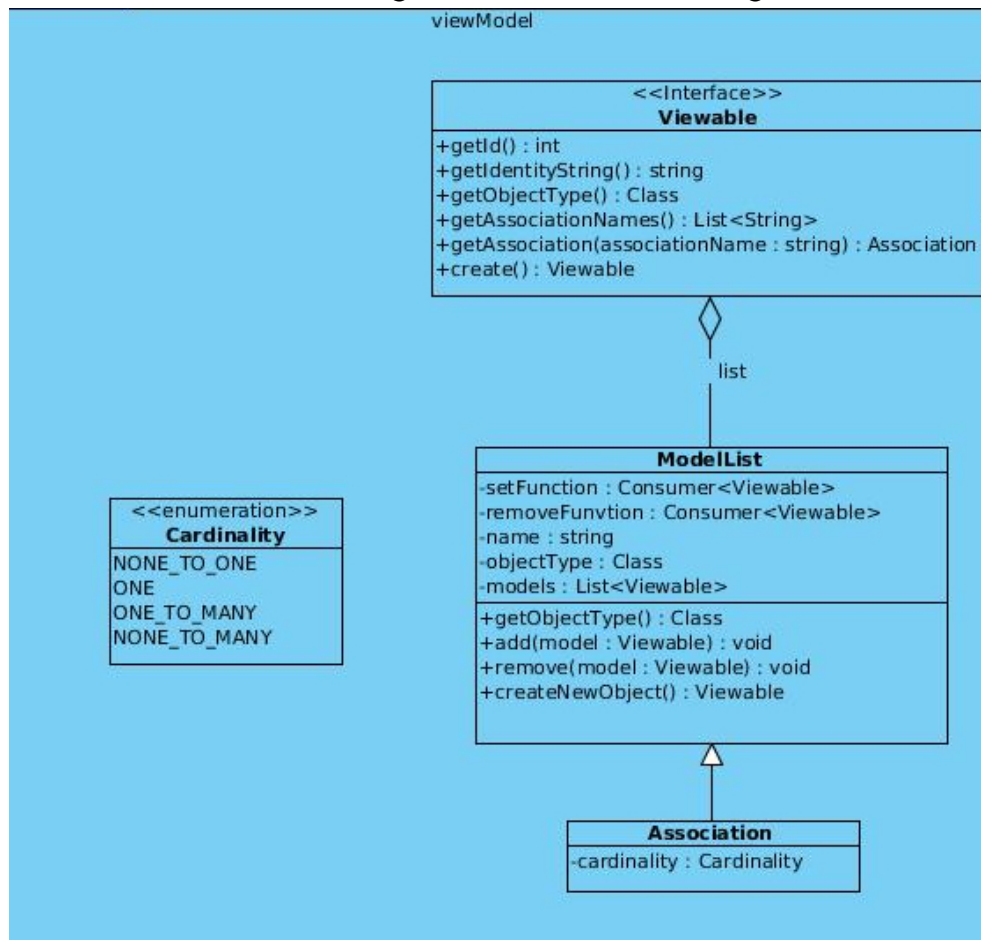 viewModel
<<Interface>>
Viewable
+getId() : int
+getIdentityString() : string
+getObjectType() : Class
+getAssociationNames() : List<String>
+getAssociation(associationName : string) : Association
+create() : Viewable
list
ModelList
-setFunction : Consumer<Viewable>
-removeFunvtion : Consumer<Viewable>
-name : string
-objectType : Class
-models : List<Viewable>
+getObjectType() : Class
+add(model : Viewable) : void
+remove(model : Viewable) : void
+createNewObject() : Viewable
<<enumeration>>
Cardinality
NONE_TO_ONE
ONE
ONE_TO_MANY
NONE_TO_MANY
Association
-cardinality : Cardinality